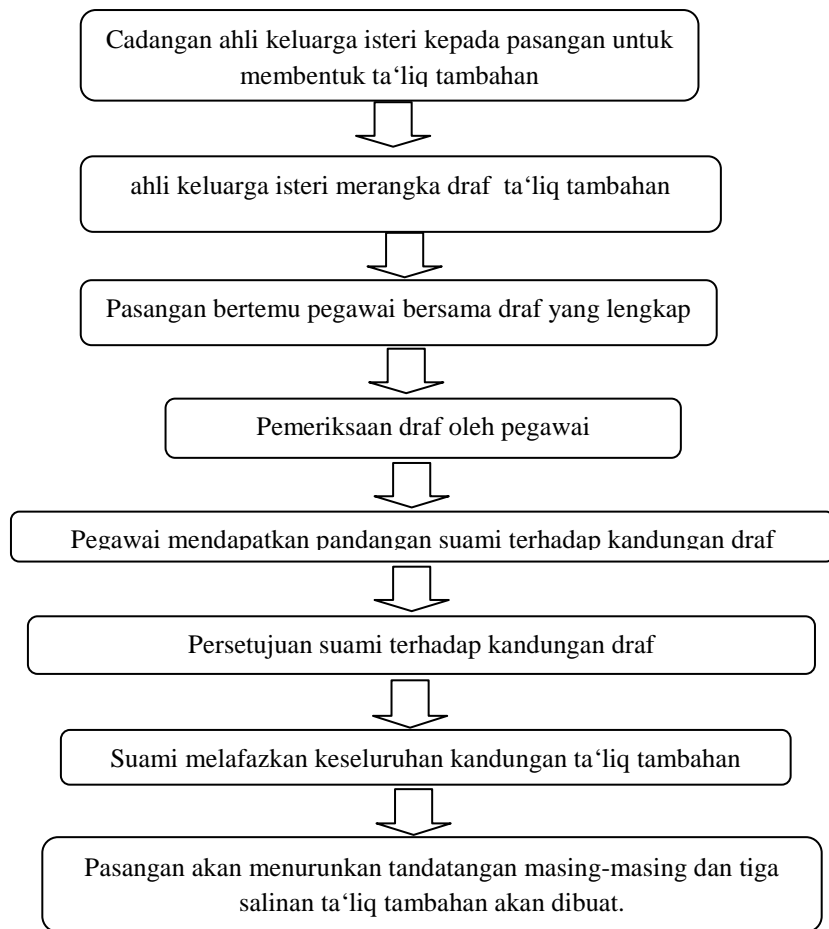 Cadangan ahli keluarga isteri kepada pasangan untuk
membentuk ta‘liq tambahan
ahli keluarga isteri merangka draf ta‘liq tambahan
Pasangan bertemu pegawai bersama draf yang lengkap
Pemeriksaan draf oleh pegawai
Pegawai mendapatkan pandangan suami terhadap kandungan draf
Persetujuan suami terhadap kandungan draf
Suami melafazkan keseluruhan kandungan ta‘liq tambahan
Pasangan akan menurunkan tandatangan masing-masing dan tiga
salinan ta‘liq tambahan akan dibuat.